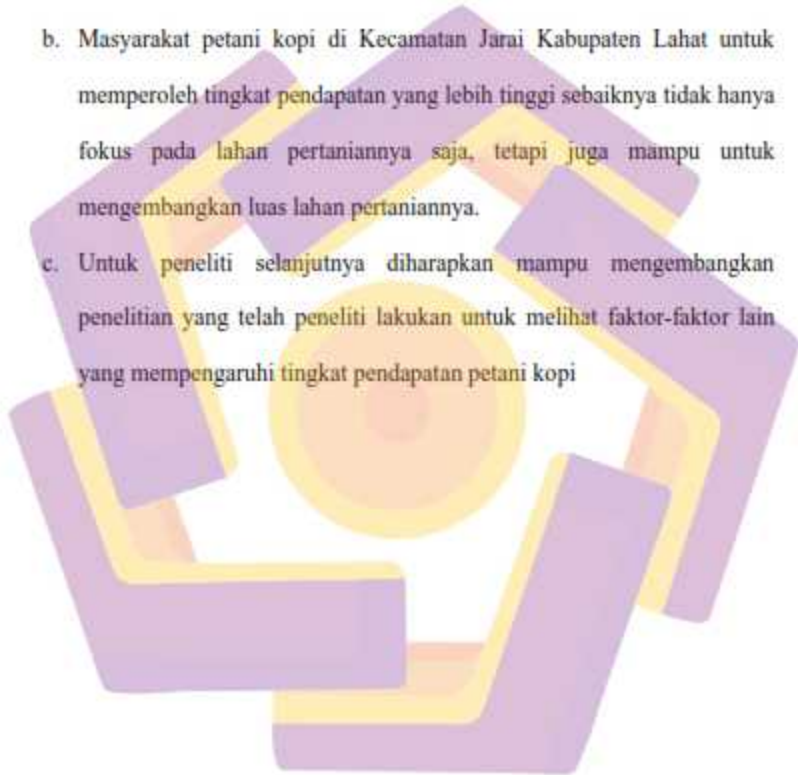 b. Masyarakat petani kopi di Kecamatan Jarai Kabupaten Lahat untuk
memperoleh tingkat pendapatan yang lebih tinggi sebaiknya tidak hanya
fokus pada lahan pertaniannya saja, tetapi juga mampu untuk
mengembangkan luas lahan pertaniannya.
c. Untuk peneliti selanjutnya diharapkan mampu mengembangkan
penelitian yang telah peneliti lakukan untuk melihat faktor-faktor lain
yang mempengaruhi tingkat pendapatan petani kopi